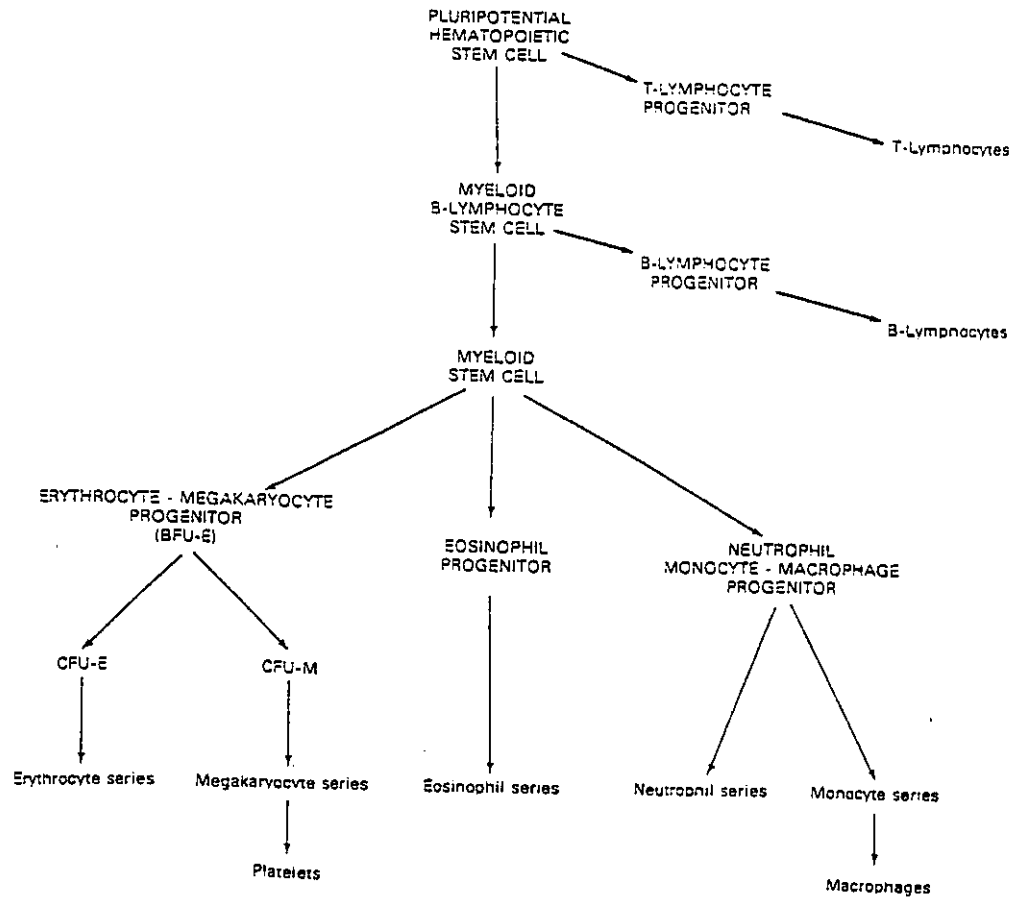 PLURIPOTENTIAL
HEMATOPOIETIC
STEM CELL
T-LYMPHOCYTE
PROGENITOR
T-Lymphocytes
MYELOID
B-LYMPHOCYTE
STEM CELL
B-LYMPHOCYTE
PROGENITOR
B-Lymphocytes
MYELOID
STEM CELL
ERYTHROCYTE - MEGAKARYOCYTE
PROGENITOR
(BFU-E)
EOSINOPHIL
PROGENITOR
NEUTROPHIL
MONOCYTE - MACROPHAGE
PROGENITOR
CFU-E
CFU-M
Erythrocyte series
Megakaryocyte series
Eosinophil series
Neutrophil series
Monocyte series
Platelets
Macrophages